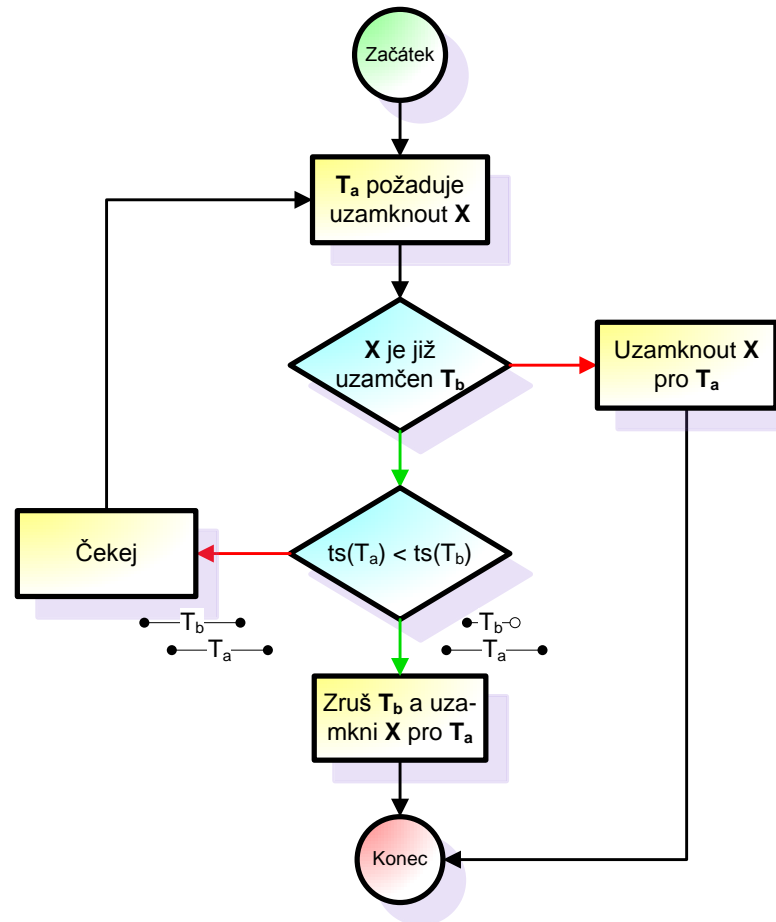 Začátek
Ta požaduje
uzamknout X
X je již
uzamčen Tb
Uzamknout X
pro Ta
Čekej
ts(Ta) < ts(Tb)
Tb
Ta
Tb
Ta
Zruš Tb a uza-
mkni X pro Ta
Konec